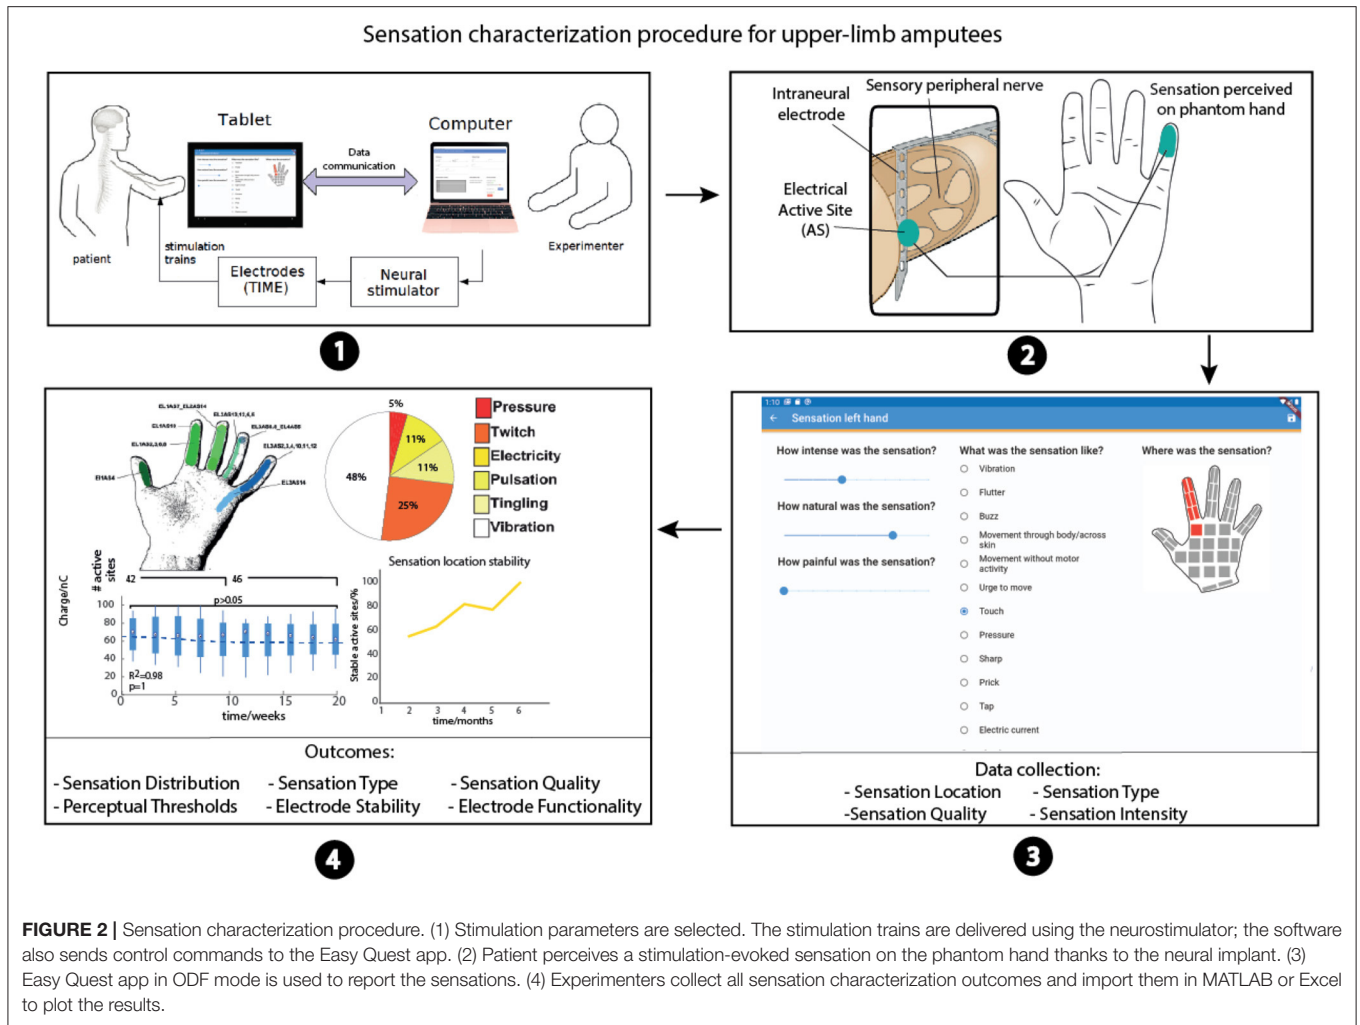 Sensation characterization procedure for upper-limb amputees
Tablet
Computer
Data
communication
patient
stimulation
trains
Electrodes
(TIME)
Neural
stimulator
Experimenter
1
Intraneural
electrode
Sensory peripheral nerve
Electrical
Active Site
(AS)
Sensation perceived
on phantom hand
2
1:10
Sensation left hand
How intense was the sensation?
How natural was the sensation?
How painful was the sensation?
What was the sensation like?
Vibration
Flutter
Buzz
Movement through body/across
skin
Movement without motor
activity
Urge to move
Touch
Pressure
Sharp
Prick
Tap
Electric current
Where was the sensation?
Data collection:
- Sensation Location - Sensation Type
-Sensation Quality - Sensation Intensity
3
5%
11%
11%
25%
48%
Pressure
Twitch
Electricity
Pulsation
Tingling
Vibration
# active
sites
42 46
p>0.05
Charge/nC
100
80
60
40
20
0
R²=0.98
p=1
0 5 10 15 20
time/weeks
Sensation location stability
Stable active sites/%
100
80
60
40
20
0
1 2 3 4 5 6
time/months
Outcomes:
- Sensation Distribution - Sensation Type - Sensation Quality
- Perceptual Thresholds - Electrode Stability - Electrode Functionality
4
FIGURE 2 | Sensation characterization procedure. (1) Stimulation parameters are selected. The stimulation trains are delivered using the neurostimulator; the software
also sends control commands to the Easy Quest app. (2) Patient perceives a stimulation-evoked sensation on the phantom hand thanks to the neural implant. (3)
Easy Quest app in ODF mode is used to report the sensations. (4) Experimenters collect all sensation characterization outcomes and import them in MATLAB or Excel
to plot the results.